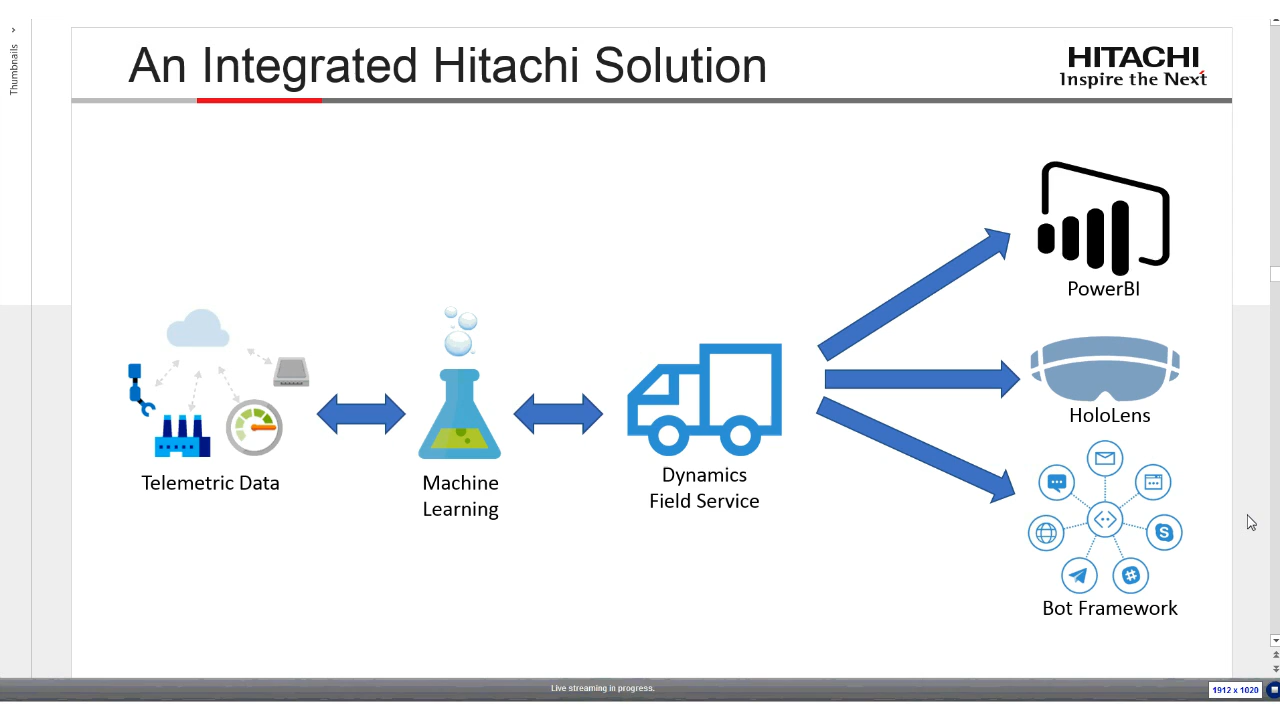 Thumbnails
An Integrated Hitachi Solution
HITACHI
Inspire the Next
PowerBI
HoloLens
Telemetric Data
Machine
Learning
Dynamics
Field Service
Bot Framework
Live streaming in progress.
1912 x 1020